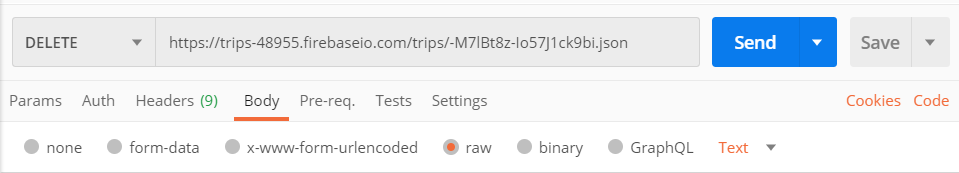 DELETE https://trips-48955.firebaseio.com/trips/-M7lBt8z-Io57J1ck9bi.json Send Save
Params Auth Headers (9) Body Pre-req. Tests Settings Cookies Code
none form-data x-www-form-urlencoded raw binary GraphQL Text